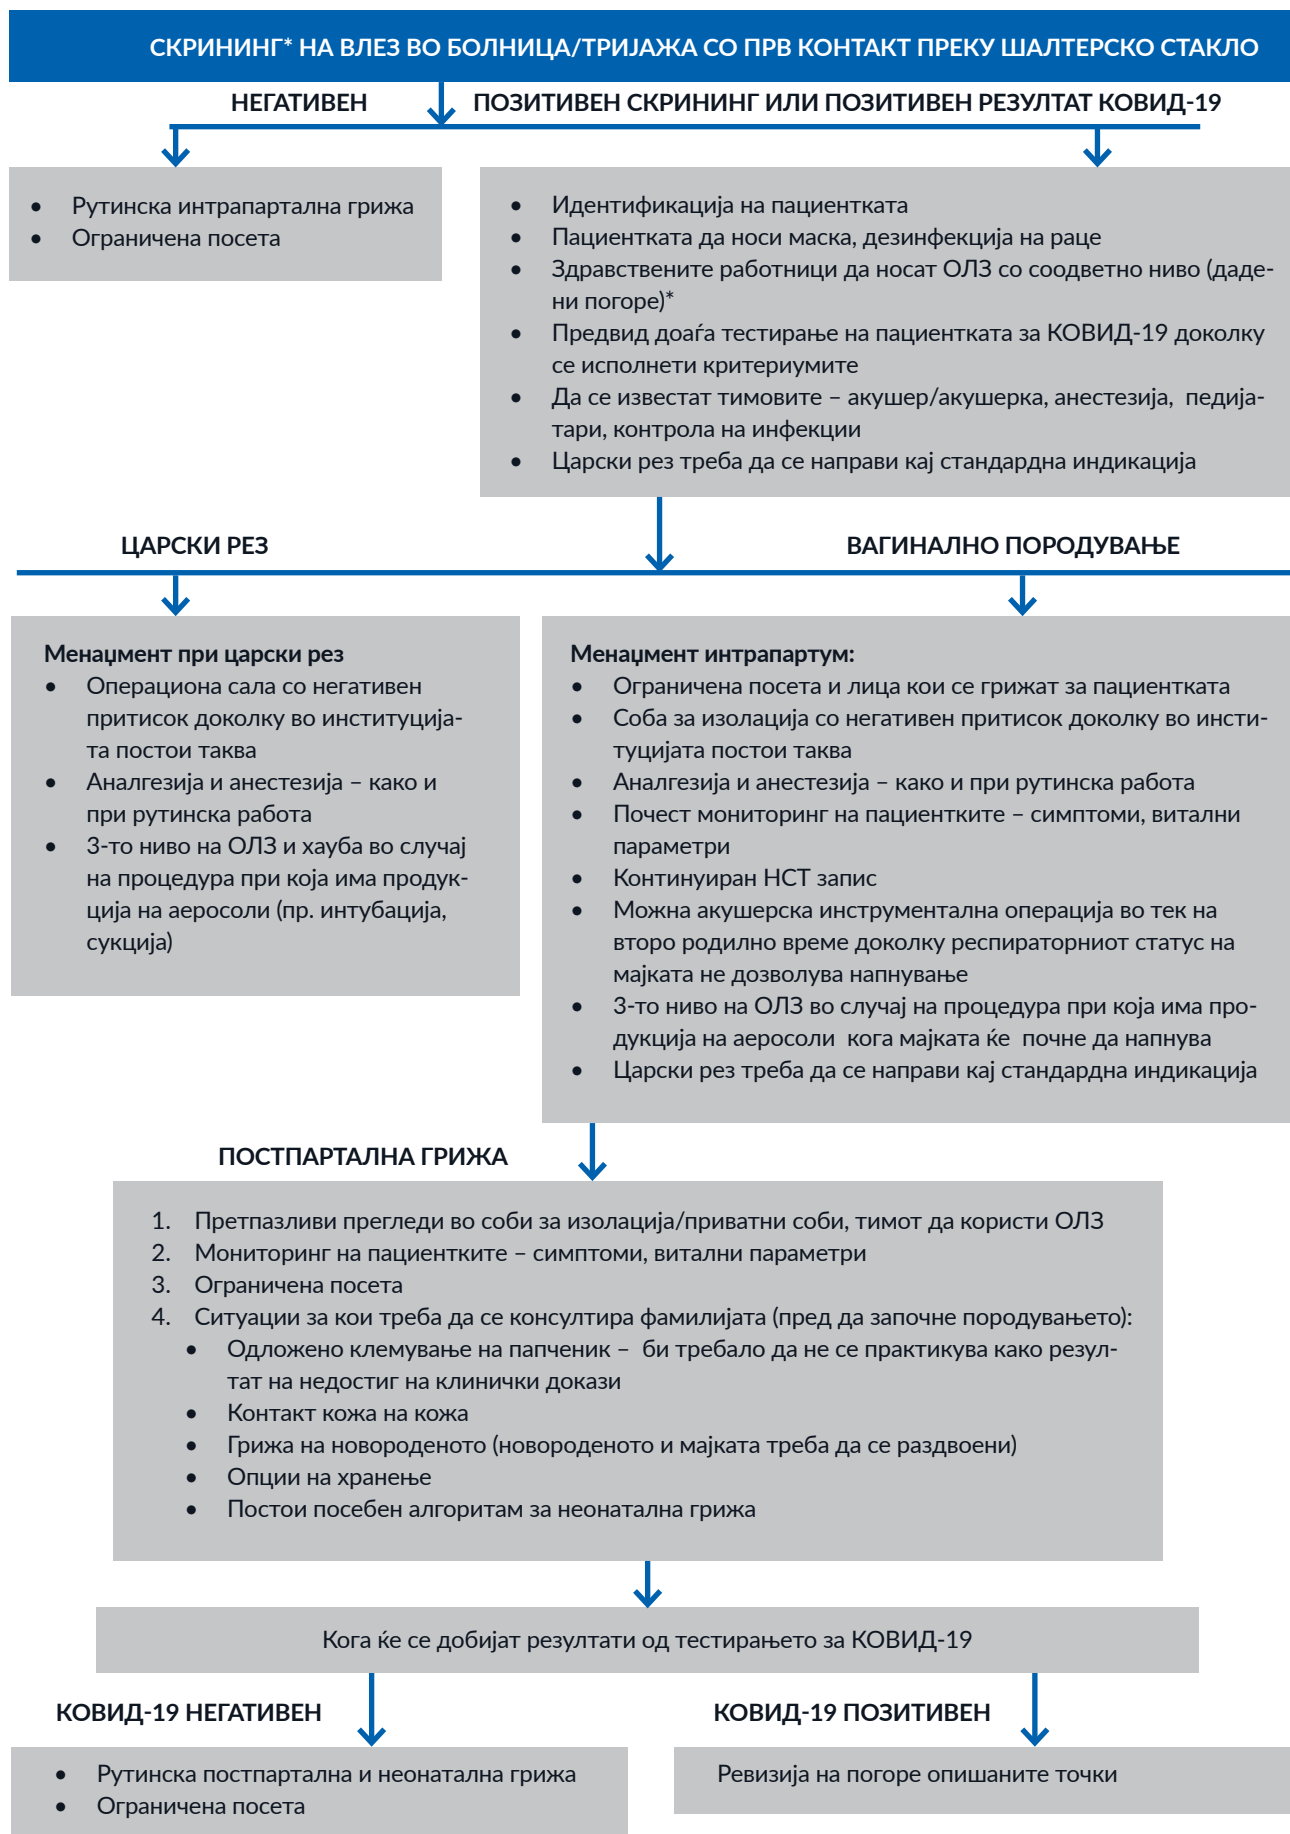 СКРИНИНГ* НА ВЛЕЗ ВО БОЛНИЦА/ТРИЈАЖА СО ПРВ КОНТАКТ ПРЕКУ ШАЛТЕРСКО СТАКЛО
НЕГАТИВЕН
ПОЗИТИВЕН СКРИНИНГ ИЛИ ПОЗИТИВЕН РЕЗУЛТАТ КОВИД-19
• Рутинска интрапартална грижа
• Ограничена посета
• Идентификација на пациентката
• Пациентката да носи маска, дезинфекција на раце
• Здравствените работници да носат ОЛЗ со соодветно ниво (даде-
ни погоре)*
• Предвид доаѓа тестирање на пациентката за КОВИД-19 доколку
се исполнети критериумите
• Да се известат тимовите – акушер/акушерка, анестезија, педија-
тари, контрола на инфекции
• Царски рез треба да се направи кај стандардна индикација
ЦАРСКИ РЕЗ
ВАГИНАЛНО ПОРОДУВАЊЕ
Менаџмент при царски рез
• Операциона сала со негативен
притисок доколку во институција-
та постои таква
• Аналгезија и анестезија – како и
при рутинска работа
• 3-то ниво на ОЛЗ и хауба во случај
на процедура при која има продук-
ција на аеросоли (пр. интубација,
сукција)
Менаџмент интрапартум:
• Ограничена посета и лица кои се грижат за пациентката
• Соба за изолација со негативен притисок доколку во инсти-
туцијата постои таква
• Аналгезија и анестезија – како и при рутинска работа
• Почест мониторинг на пациентките – симптоми, витални
параметри
• Континуиран НСТ запис
• Можна акушерска инструментална операција во тек на
второ родилно време доколку респираторниот статус на
мајката не дозволува напнување
• 3-то ниво на ОЛЗ во случај на процедура при која има про-
дукција на аеросоли кога мајката ќе почне да напнува
• Царски рез треба да се направи кај стандардна индикација
ПОСТПАРТАЛНА ГРИЖА
1. Претпазливи прегледи во соби за изолација/приватни соби, тимот да користи ОЛЗ
2. Мониторинг на пациентките – симптоми, витални параметри
3. Ограничена посета
4. Ситуации за кои треба да се консултира фамилијата (пред да започне породувањето):
• Одложено клемување на папченик – би требало да не се практикува како резул-
тат на недостиг на клинички докази
• Контакт кожа на кожа
• Грижа на новороденото (новороденото и мајката треба да се раздвоени)
• Опции на хранење
• Постои посебен алгоритам за неонатална грижа
Кога ќе се добијат резултати од тестирањето за КОВИД-19
КОВИД-19 НЕГАТИВЕН
КОВИД-19 ПОЗИТИВЕН
• Рутинска постпартална и неонатална грижа
• Ограничена посета
Ревизија на погоре опишаните точки